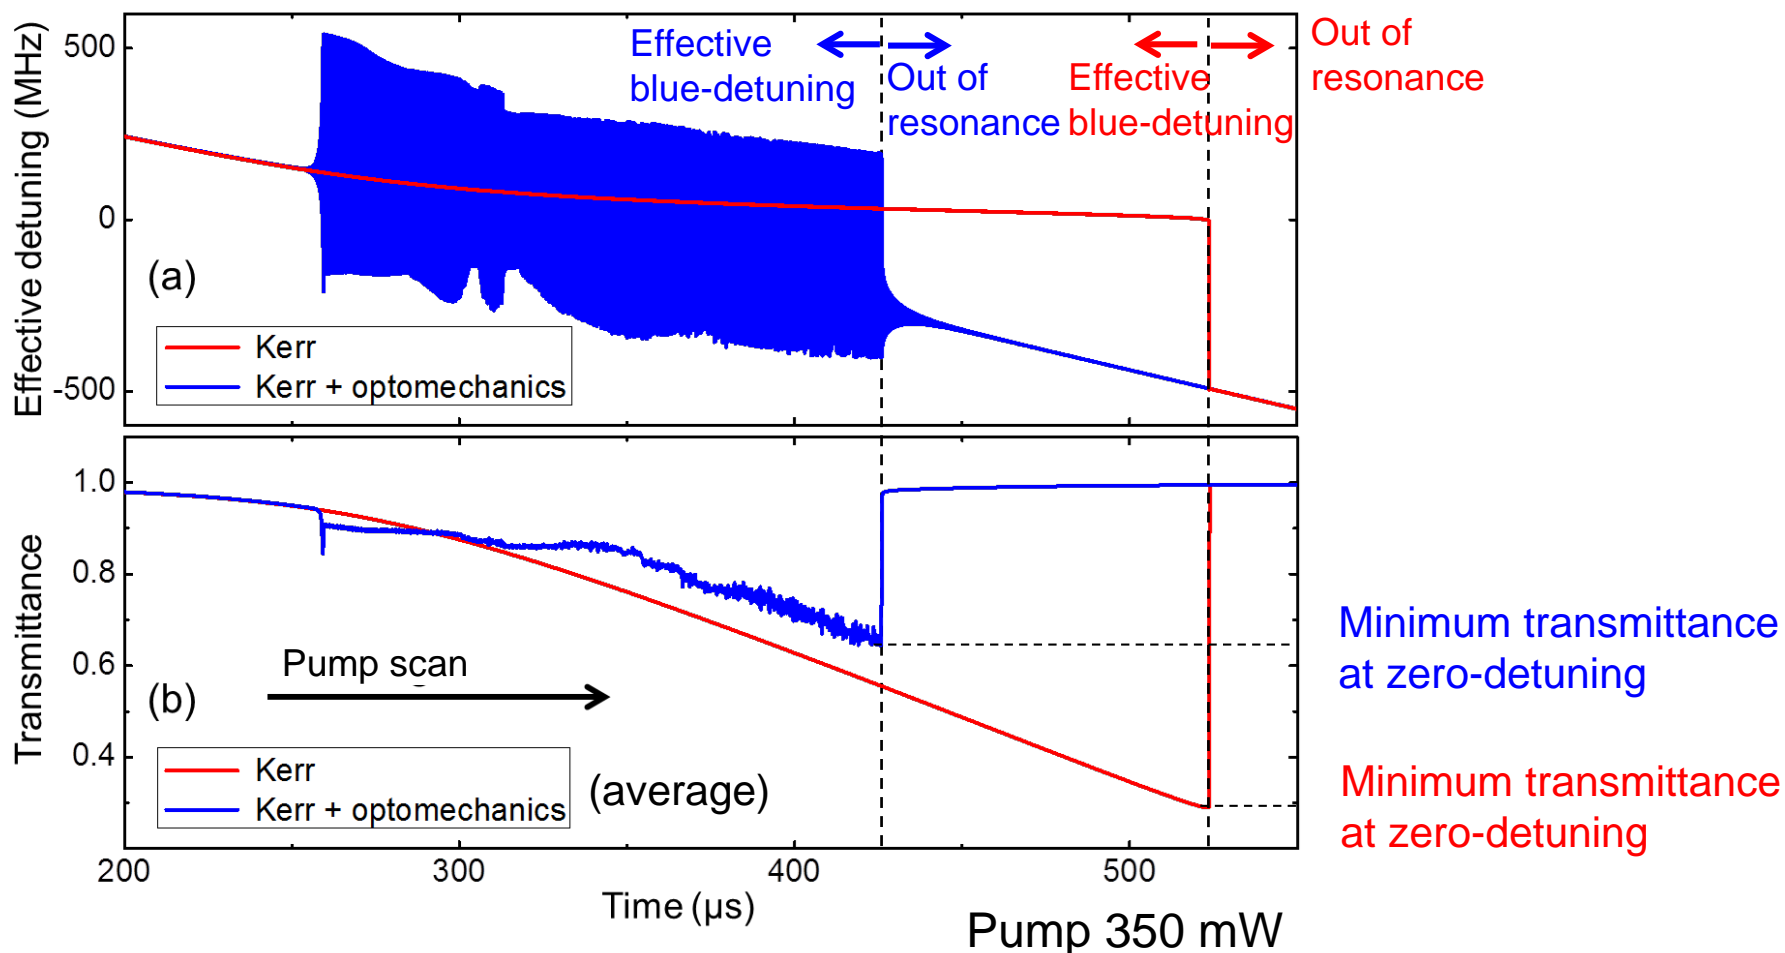 Effective detuning (MHz)
500
0
-500
Effective
blue-detuning
Out of
resonance
Effective
blue-detuning
Out of
resonance
(a)
Kerr
Kerr + optomechanics
Transmittance
1.0
0.8
0.6
0.4
Pump scan
(b)
Kerr
Kerr + optomechanics
(average)
Minimum transmittance
at zero-detuning
Minimum transmittance
at zero-detuning
200
300
400
500
Time (μs)
Pump 350 mW